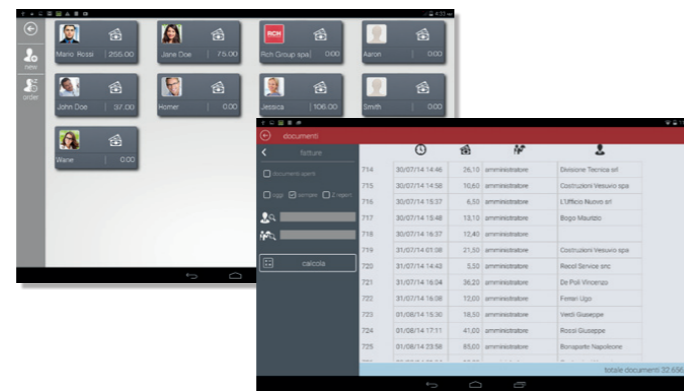 4:33
new
order
Mario Rossi 255.00
Jane Doe 75.00
RCH
Rch Group spa 0.00
Aaron 0.00
John Doe 37.00
Homer 0.00
Jessica 106.00
Smith 0.00
Wane 0.00
documenti
fatture
documenti aperti
oggi sempre Z report
calcola
714 30/07/14 14:46 26,10 amministratore Divisione Tecnica srl
715 30/07/14 14:58 10,60 amministratore Costruzioni Vesuvio spa
716 30/07/14 15:37 6,50 amministratore L'Ufficio Nuovo srl
717 30/07/14 15:48 13,10 amministratore Bogo Maurizio
718 30/07/14 16:37 12,40 amministratore
719 31/07/14 01:08 21,50 amministratore Costruzioni Vesuvio spa
720 31/07/14 14:43 5,50 amministratore Service snc
721 31/07/14 16:04 36,20 amministratore De Poli Vincenzo
722 31/07/14 16:08 12,00 amministratore Ferrari Ugo
723 01/08/14 15:30 18,50 amministratore Verdi Giuseppe
724 01/08/14 17:11 41,00 amministratore Rossi Giuseppe
725 01/08/14 23:58 85,00 amministratore Bonaparte Napoleone
totale documenti 32.656